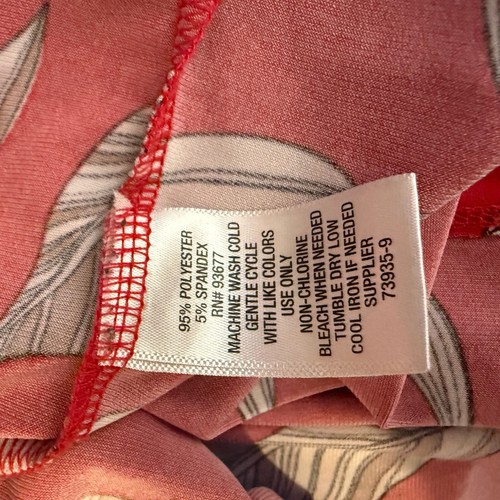 95% POLYESTER
5% SPANDEX
RN# 93677
MACHINE WASH COLD
GENTLE CYCLE
WITH LIKE COLORS
USE ONLY
NON-CHLORINE
BLEACH WHEN NEEDED
TUMBLE DRY LOW
COOL IRON IF NEEDED
SUPPLIER
73935-9